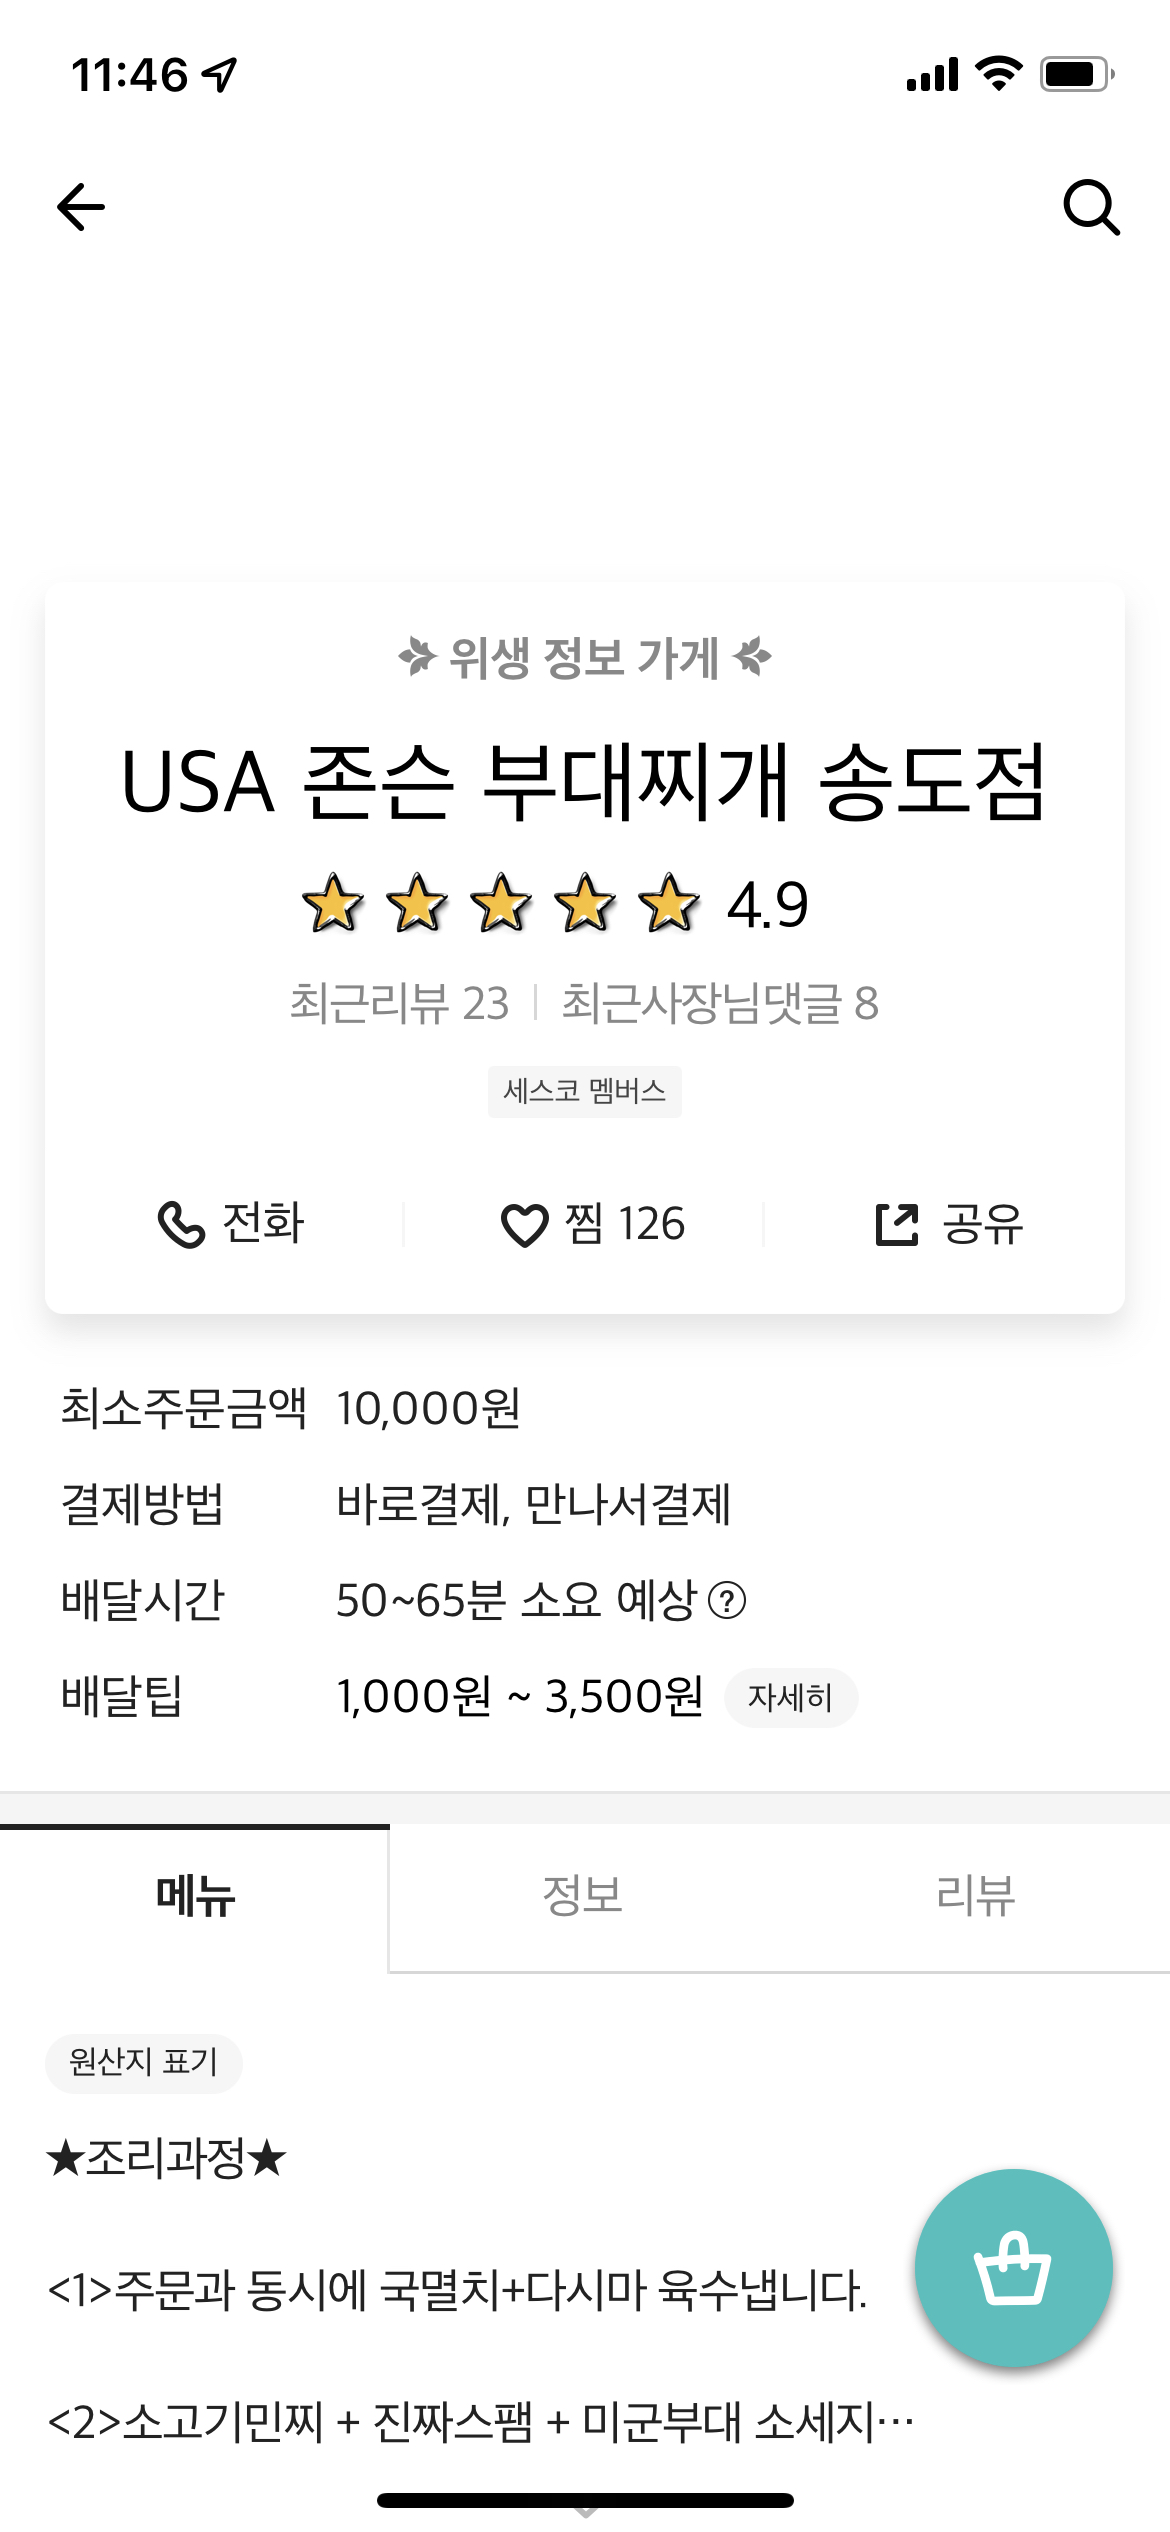 11:46
위생 정보 가게
USA 존슨 부대찌개 송도점
4.9
최근리뷰 23 최근사장님댓글 8
세스코 멤버스
전화 찜 126 공유
최소주문금액 10,000원
결제방법 바로결제, 만나서결제
배달시간 50~65분 소요 예상 ?
배달팁 1,000원 ~ 3,500원 자세히
메뉴 정보 리뷰
원산지 표기
★조리과정★
<1>주문과 동시에 국멸치+다시마 육수냅니다.
<2>소고기민찌 + 진짜스팸 + 미군부대 소세지…